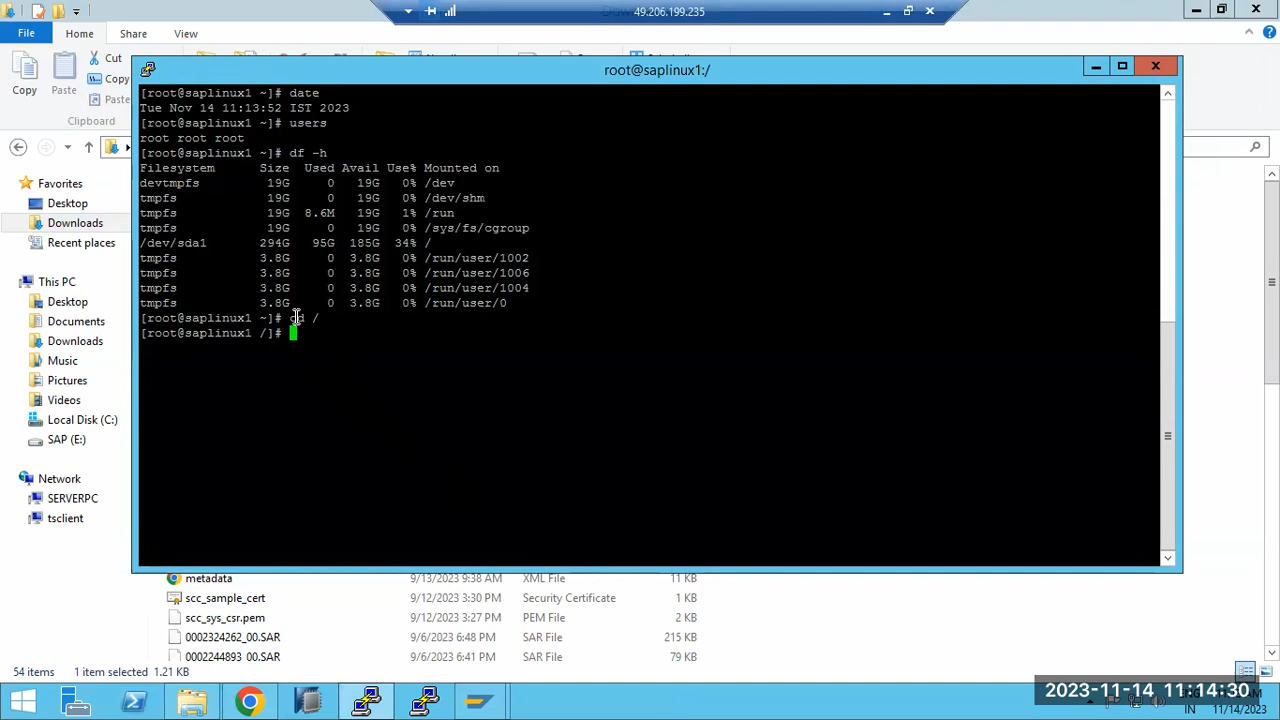 49.206.199.235
File Home Share View
Cut
Copy
Copy Paste Paste
Clipboard
root@saplinux1:/
[root@saplinux1 ~]# date
Tue Nov 14 11:13:52 IST 2023
[root@saplinux1 ~]# users
root root root
[root@saplinux1 ~]# df -h
Filesystem Size Used Avail Use% Mounted on
devtmpfs 19G 0 19G 0% /dev
tmpfs 19G 0 19G 0% /dev/shm
tmpfs 19G 8.6M 19G 1% /run
tmpfs 19G 0 19G 0% /sys/fs/cgroup
/dev/sda1 294G 95G 185G 34% /
tmpfs 3.8G 0 3.8G 0% /run/user/1002
tmpfs 3.8G 0 3.8G 0% /run/user/1006
tmpfs 3.8G 0 3.8G 0% /run/user/1004
tmpfs 3.8G 0 3.8G 0% /run/user/0
[root@saplinux1 ~]# cd /
[root@saplinux1 /]#
Favorites
Desktop
Downloads
Recent places
This PC
Desktop
Documents
Downloads
Music
Pictures
Videos
Local Disk (C:)
SAP (E:)
Network
SERVERPC
tsclient
metadata 9/13/2023 9:38 AM XML File 11 KB
scc_sample_cert 9/12/2023 3:30 PM Security Certificate 1 KB
scc_sys_csr.pem 9/12/2023 3:27 PM PEM File 2 KB
0002324262_00.SAR 9/6/2023 6:48 PM SAR File 215 KB
0002244893_00.SAR 9/6/2023 6:41 PM SAR File 79 KB
54 items 1 item selected 1.21 KB
2023-11-14 11:14:30
IN 11/14/2023